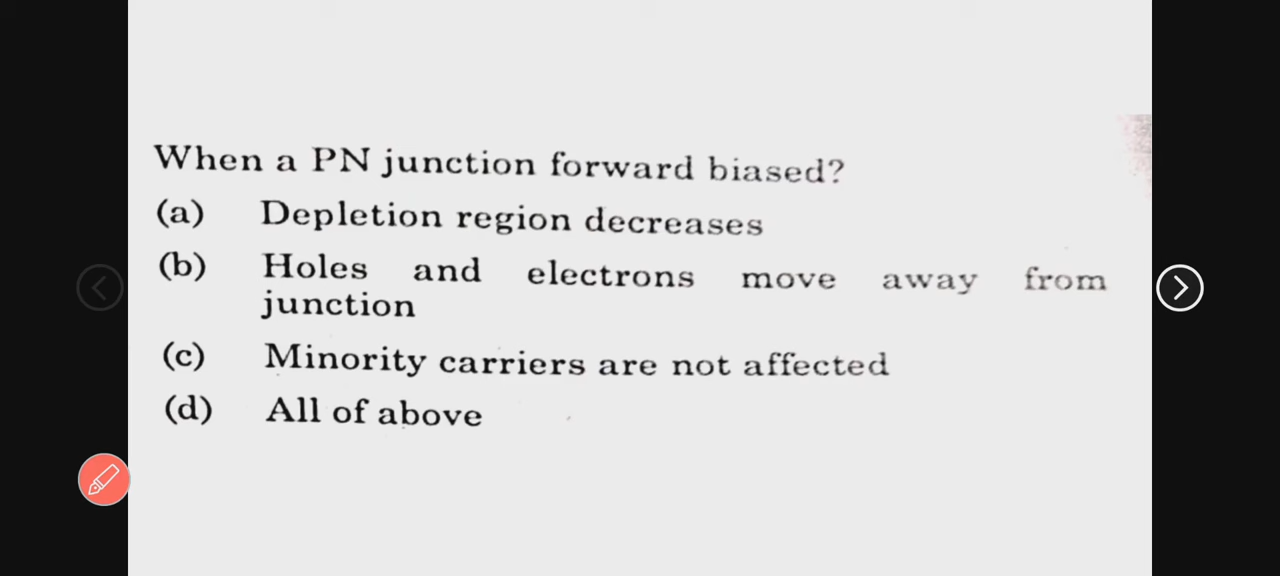 When a PN junction forward biased?
(a) Depletion region decreases
(b) Holes and electrons move away from
junction
(c) Minority carriers are not affected
(d) All of above